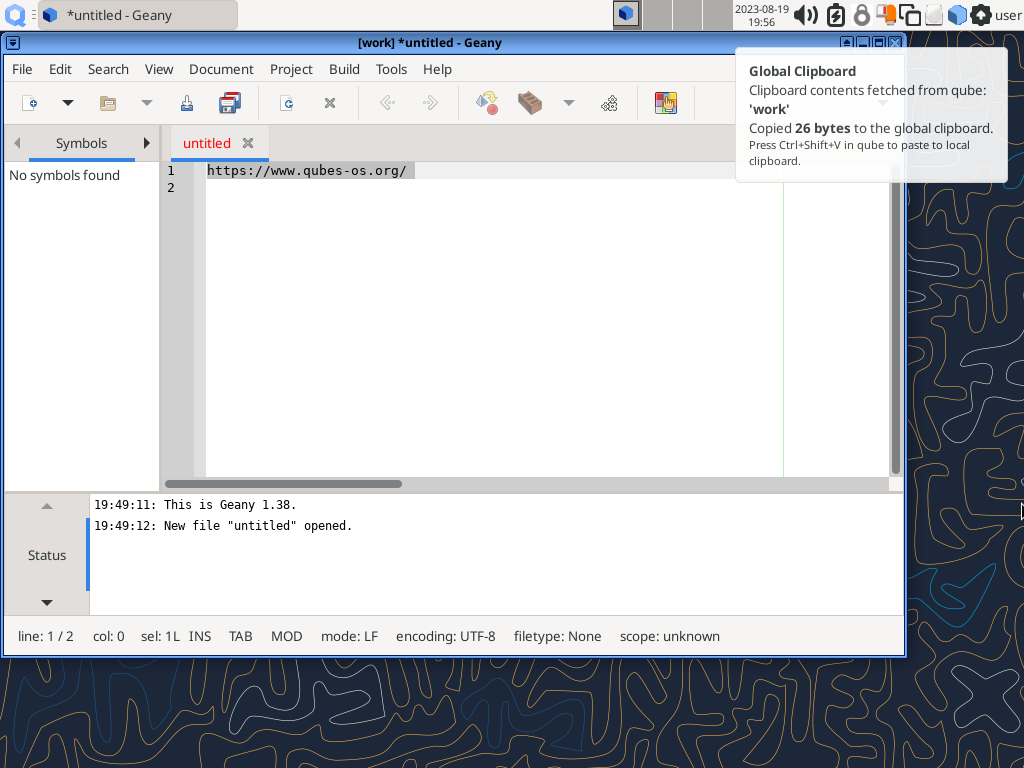 *untitled - Geany
2023-08-19
19:56
user
[work] *untitled - Geany
File Edit Search View Document Project Build Tools Help
Global Clipboard
Clipboard contents fetched from qube:
'work'
Copied 26 bytes to the global clipboard.
Press Ctrl+Shift+V in qube to paste to local
clipboard.
Symbols
untitled
No symbols found
1 https://www.qubes-os.org/
2
19:49:11: This is Geany 1.38.
19:49:12: New file "untitled" opened.
Status
line: 1 / 2 col: 0 sel: 1L INS TAB MOD mode: LF encoding: UTF-8 filetype: None scope: unknown